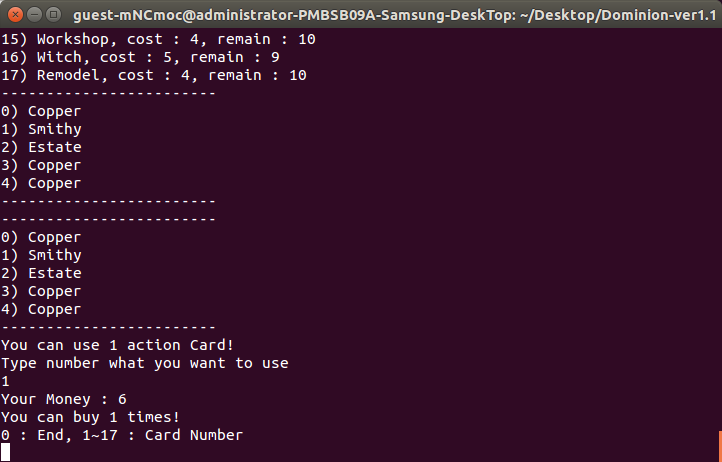 guest-mNCmoc@administrator-PMBSB09A-Samsung-DeskTop: ~/Desktop/Dominion-ver1.1
15) Workshop, cost : 4, remain : 10
16) Witch, cost : 5, remain : 9
17) Remodel, cost : 4, remain : 10
------------------------
0) Copper
1) Smithy
2) Estate
3) Copper
4) Copper
------------------------
------------------------
0) Copper
1) Smithy
2) Estate
3) Copper
4) Copper
------------------------
You can use 1 action Card!
Type number what you want to use
1
Your Money : 6
You can buy 1 times!
0 : End, 1~17 : Card Number